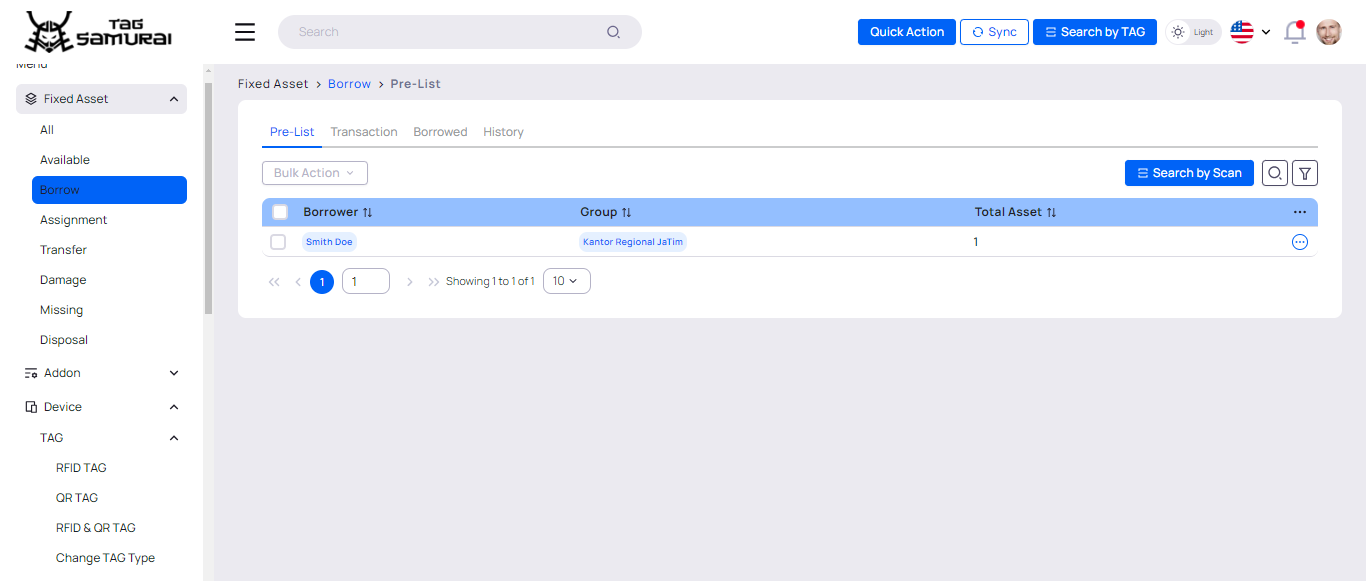 TAG
SAMURAI
Search
Quick Action
Sync
Search by TAG
Light
Menu
Fixed Asset
All
Available
Borrow
Assignment
Transfer
Damage
Missing
Disposal
Addon
Device
TAG
RFID TAG
QR TAG
RFID & QR TAG
Change TAG Type
Fixed Asset > Borrow > Pre-List
Pre-List Transaction Borrowed History
Bulk Action
Search by Scan
Borrower Group Total Asset
Smith Doe Kantor Regional JaTim 1
1 1 Showing 1 to 1 of 1 10